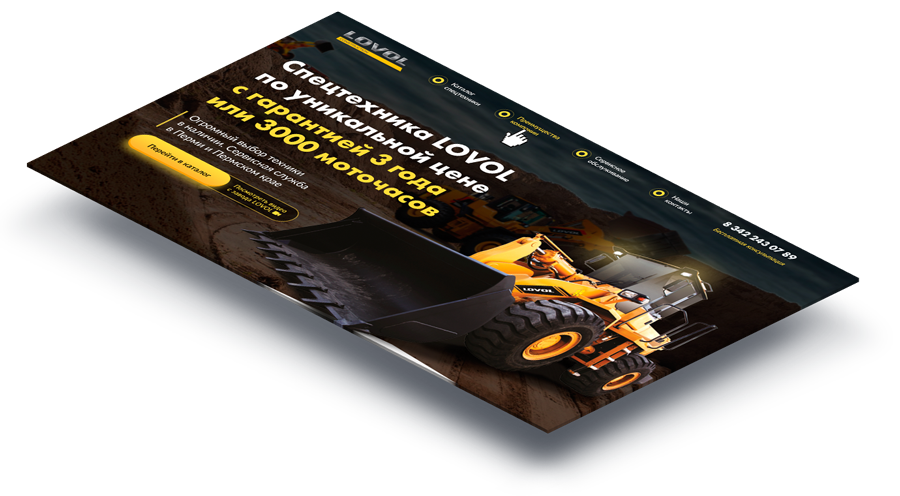 LOVOL
Каталог
спецтехники
Преимущества
компании
Сервисное
обслуживание
Наши
контакты
8 342 243 07 89
Бесплатная консультация
Спецтехника LOVOL
по уникальной цене
с гарантией 3 года
или 3000 моточасов
Огромный выбор техники
в наличии. Сервисная служба
в Перми и Пермском крае
Перейти в каталог
Посмотреть видео
с завода LOVOL
LOVOL